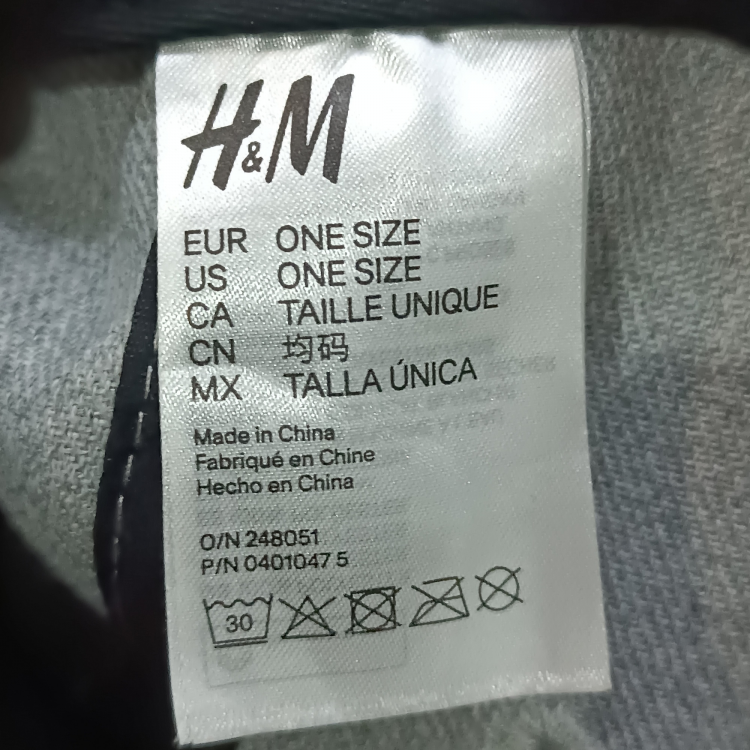 H&M
EUR ONE SIZE
US ONE SIZE
CA TAILLE UNIQUE
CN 均码
MX TALLA ÚNICA
Made in China
Fabriqué en Chine
Hecho en China
O/N 248051
P/N 0401047 5
30